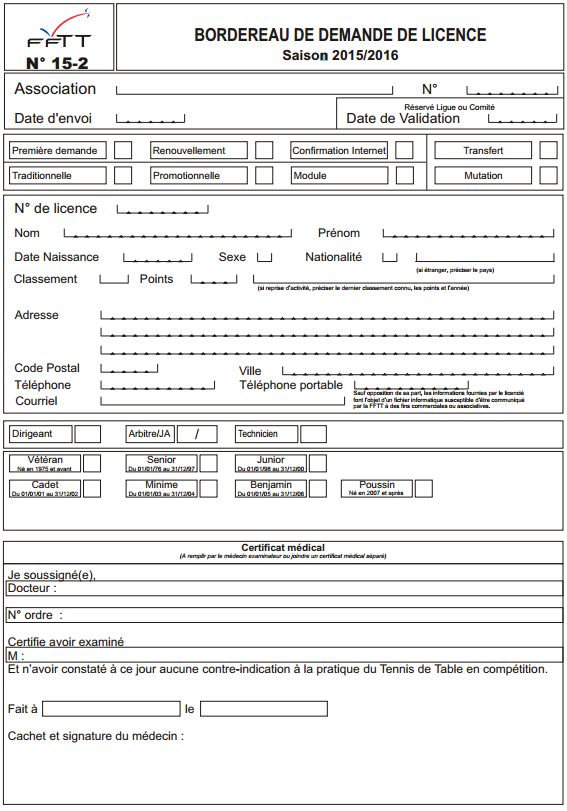 FFTT
N° 15-2
BORDEREAU DE DEMANDE DE LICENCE
Saison 2015/2016
Association N°
Réservé Ligue ou Comité
Date d'envoi Date de Validation
Première demande Renouvellement Confirmation Internet Transfert
Traditionnelle Promotionnelle Module Mutation
N° de licence
Nom Prénom
Date Naissance Sexe Nationalité
(si étranger, préciser le pays)
Classement Points
(si reprise d'activité, préciser le dernier classement connu, les points et l'année)
Adresse
Code Postal Ville
Téléphone Téléphone portable
Courriel
Sauf opposition de sa part, les informations fournies par le licencié
font l'objet d'un fichier informatique susceptible d'être communiqué
par la FFTT à des fins commerciales ou associatives.
Dirigeant Arbitre/JA / Technicien
Vétéran Senior Junior
Né en 1975 et avant Du 01/01/76 au 31/12/97 Du 01/01/98 au 31/12/00
Cadet Minime Benjamin Poussin
Du 01/01/01 au 31/12/02 Du 01/01/03 au 31/12/04 Du 01/01/05 au 31/12/06 Né en 2007 et après
Certificat médical
(A remplir par le médecin examinateur ou joindre un certificat médical séparé)
Je soussigné(e),
Docteur :
N° ordre :
Certifie avoir examiné
M :
Et n'avoir constaté à ce jour aucune contre-indication à la pratique du Tennis de Table en compétition.
Fait à le
Cachet et signature du médecin :